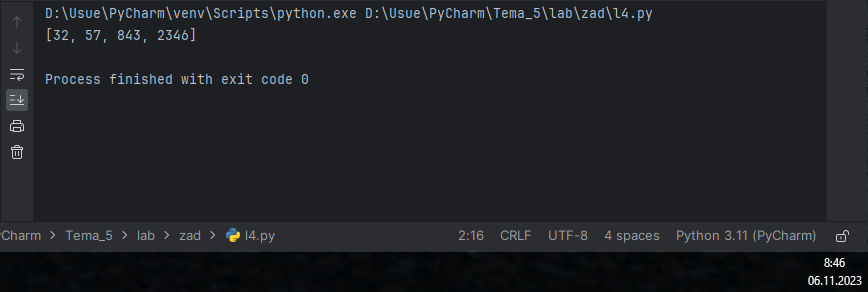 D:\Usue\PyCharm\venv\Scripts\python.exe D:\Usue\PyCharm\Tema_5\lab\zad\l4.py
[32, 57, 843, 2346]
Process finished with exit code 0
Charm > Tema_5 > lab > zad > l4.py 2:16 CRLF UTF-8 4 spaces Python 3.11 (PyCharm)
8:46
06.11.2023